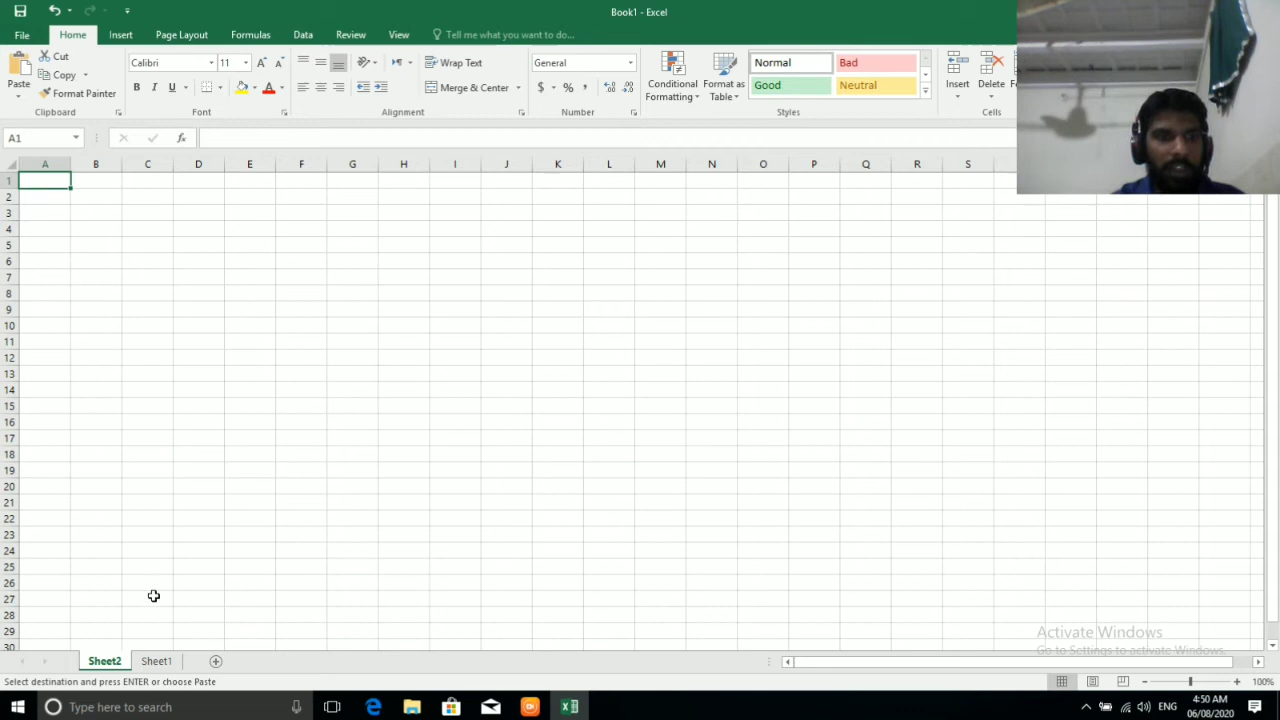 Book1 - Excel
File Home Insert Page Layout Formulas Data Review View Tell me what you want to do...
Cut
Copy
Format Painter
Paste
Clipboard
Calibri 11
B I U
Font
Wrap Text
Merge & Center
Alignment
General
$ % ,
Number
Conditional Formatting
Format as Table
Normal Bad
Good Neutral
Styles
Insert Delete
Cells
A1 fx
A B C D E F G H I J K L M N O P Q R S
1
2
3
4
5
6
7
8
9
10
11
12
13
14
15
16
17
18
19
20
21
22
23
24
25
26
27
28
29
30
Activate Windows
Go to Settings to activate Windows.
Sheet2 Sheet1
Select destination and press ENTER or choose Paste 100%
Type here to search
ENG
4:50 AM
06/08/2020